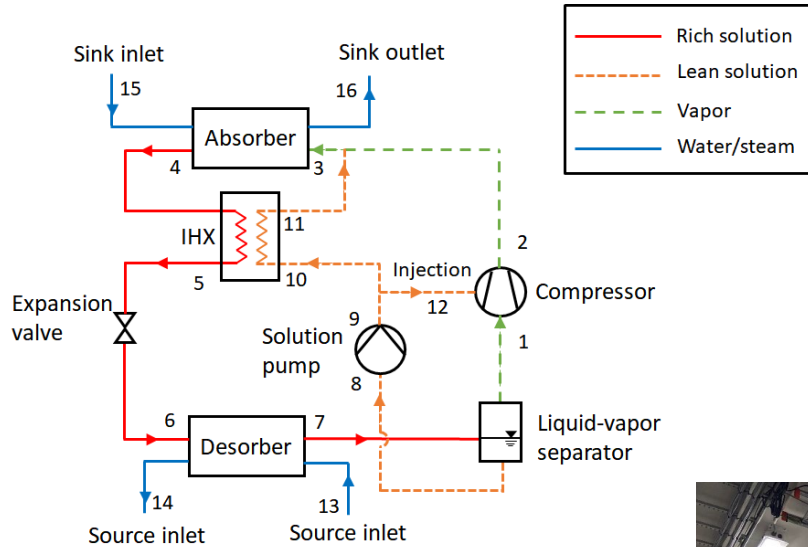 Sink inlet
Sink outlet
15
16
Absorber
4
3
Rich solution
Lean solution
Vapor
Water/steam
IHX
11
5
10
2
Injection
12
Compressor
Expansion
valve
9
Solution
pump
8
1
6
7
Desorber
Liquid-vapor
separator
14
13
Source inlet
Source inlet